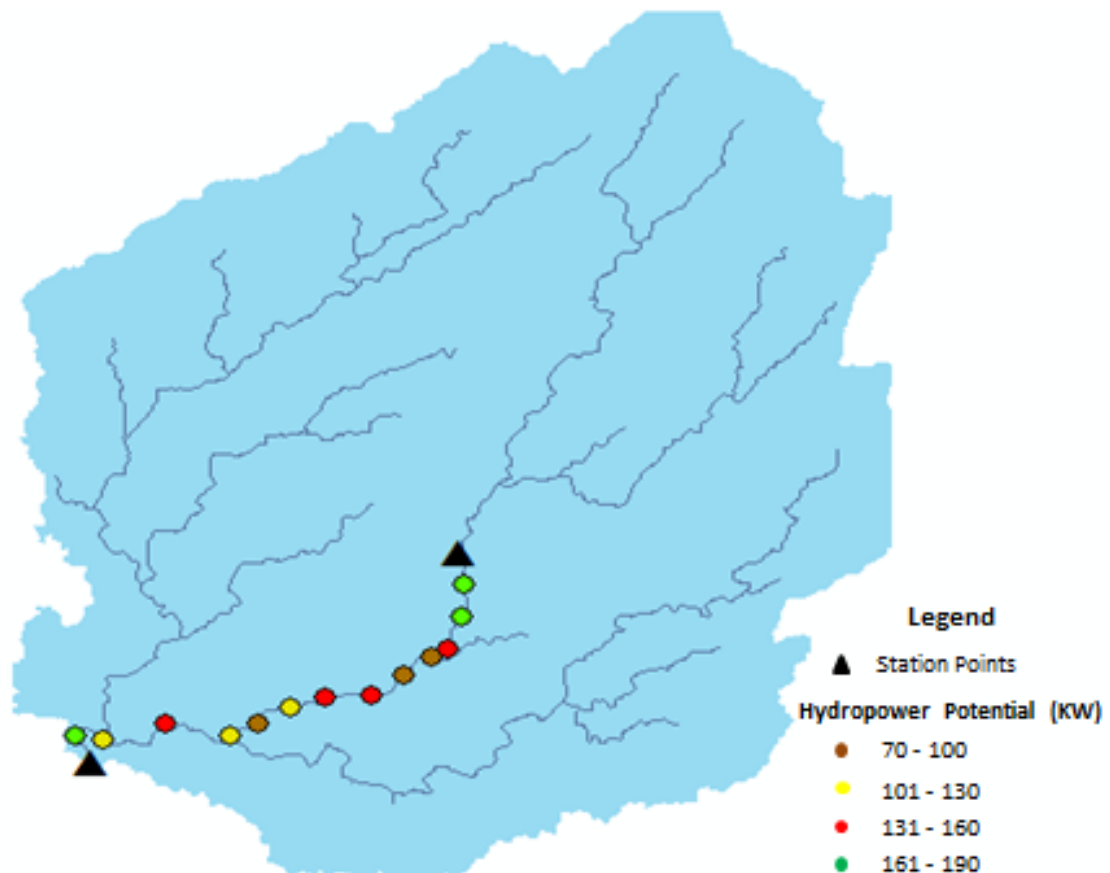 Legend
Station Points
Hydropower Potential (KW)
70 - 100
101 - 130
131 - 160
161 - 190